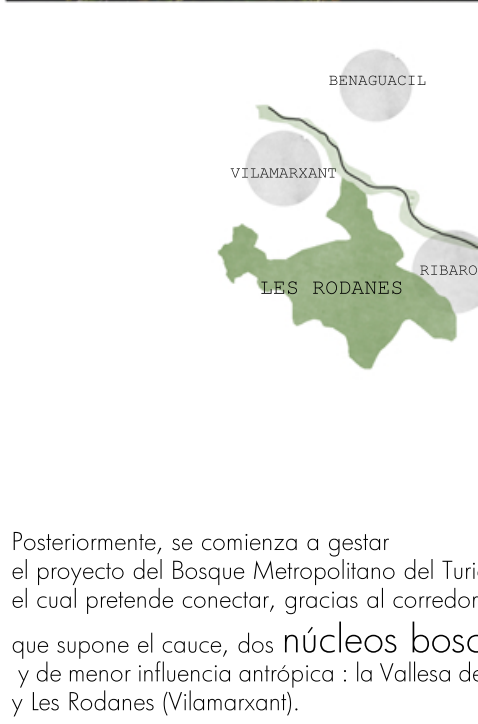 BENAGUACIL
VILAMARXANT
RIBARO
LES RODANES
Posteriormente, se comienza a gestar
el proyecto del Bosque Metropolitano del Turi
el cual pretende conectar, gracias al corredor
que supone el cauce, dos núcleos bosc
y de menor influencia antrópica : la Vallesa de
y Les Rodanes (Vilamarxant).